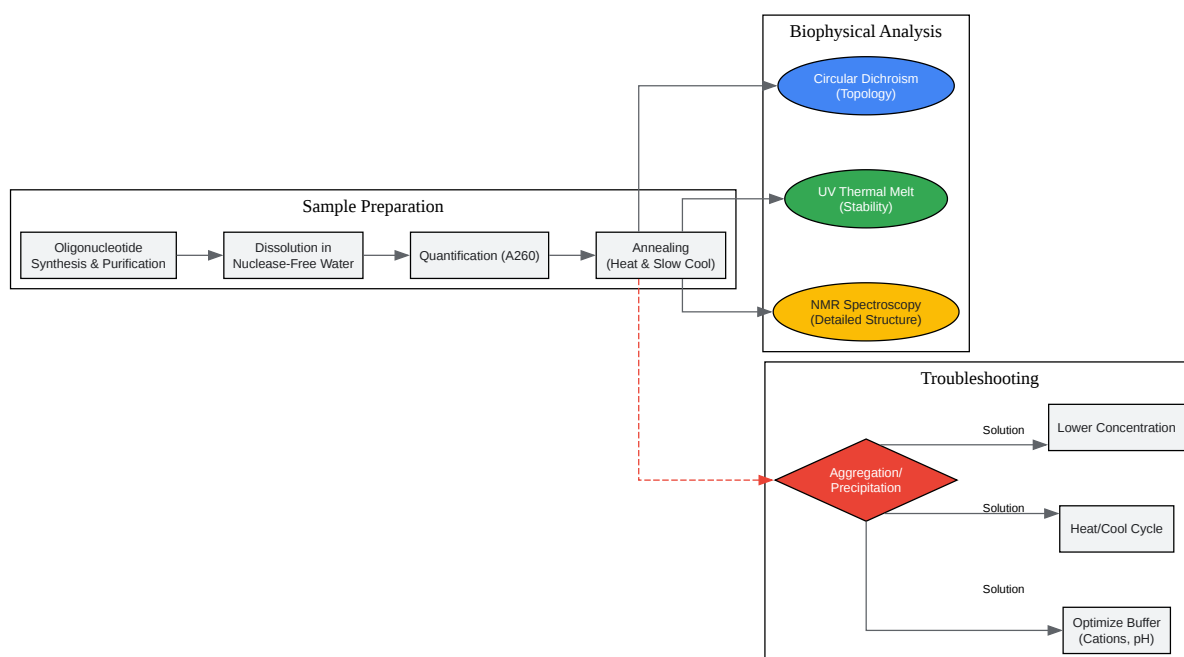 Biophysical Analysis
Circular Dichroism
(Topology)
UV Thermal Melt
(Stability)
NMR Spectroscopy
(Detailed Structure)
Sample Preparation
Oligonucleotide
Synthesis & Purification
Dissolution in
Nuclease-Free Water
Quantification (A260)
Annealing
(Heat & Slow Cool)
Troubleshooting
Aggregation/
Precipitation
Solution
Lower Concentration
Solution
Heat/Cool Cycle
Solution
Optimize Buffer
(Cations, pH)